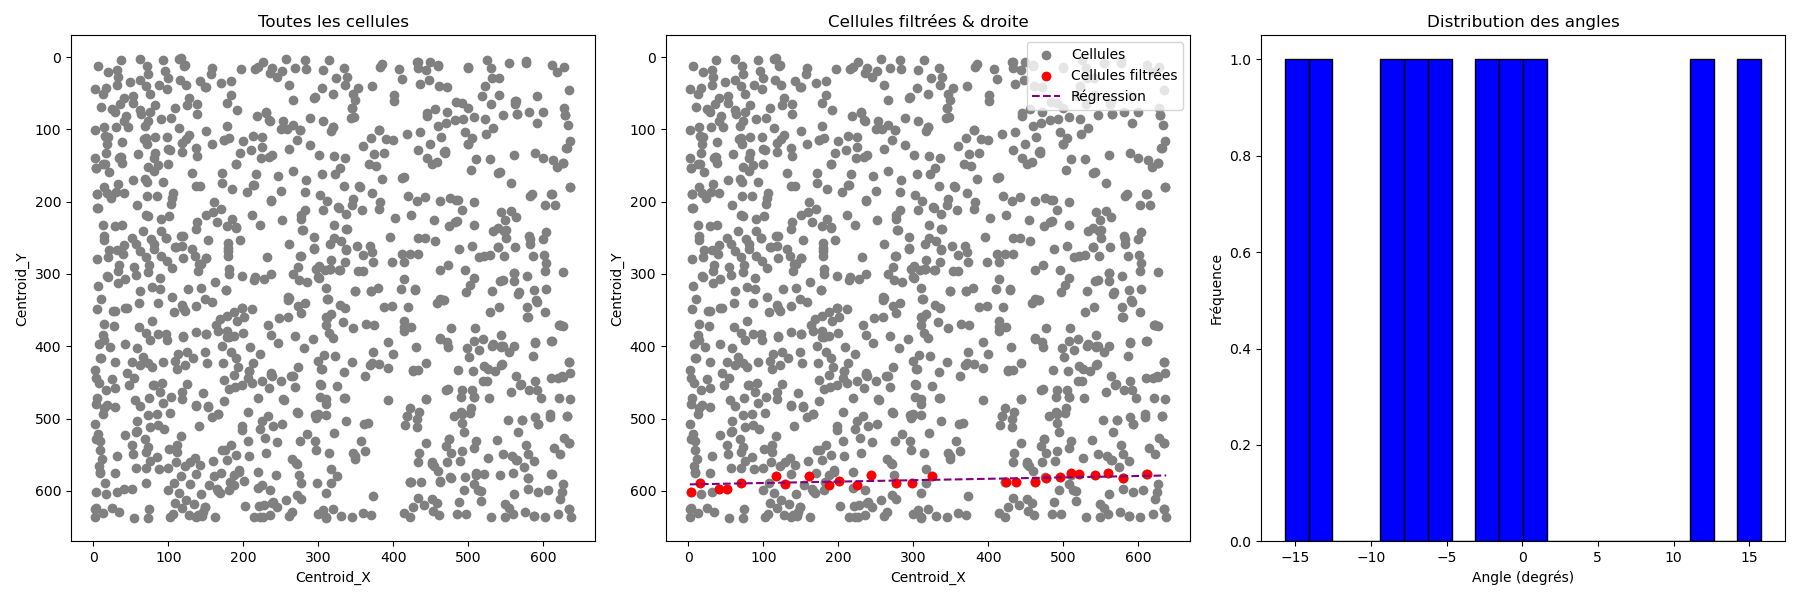 Toutes les cellules
Centroid_Y
0
100
200
300
400
500
600
0 100 200 300 400 500 600
Centroid_X
Cellules filtrées & droite
Cellules
Cellules filtrées
Régression
Centroid_Y
0
100
200
300
400
500
600
0 100 200 300 400 500 600
Centroid_X
Distribution des angles
Fréquence
1.0
0.8
0.6
0.4
0.2
0.0
−15 −10 −5 0 5 10 15
Angle (degrés)